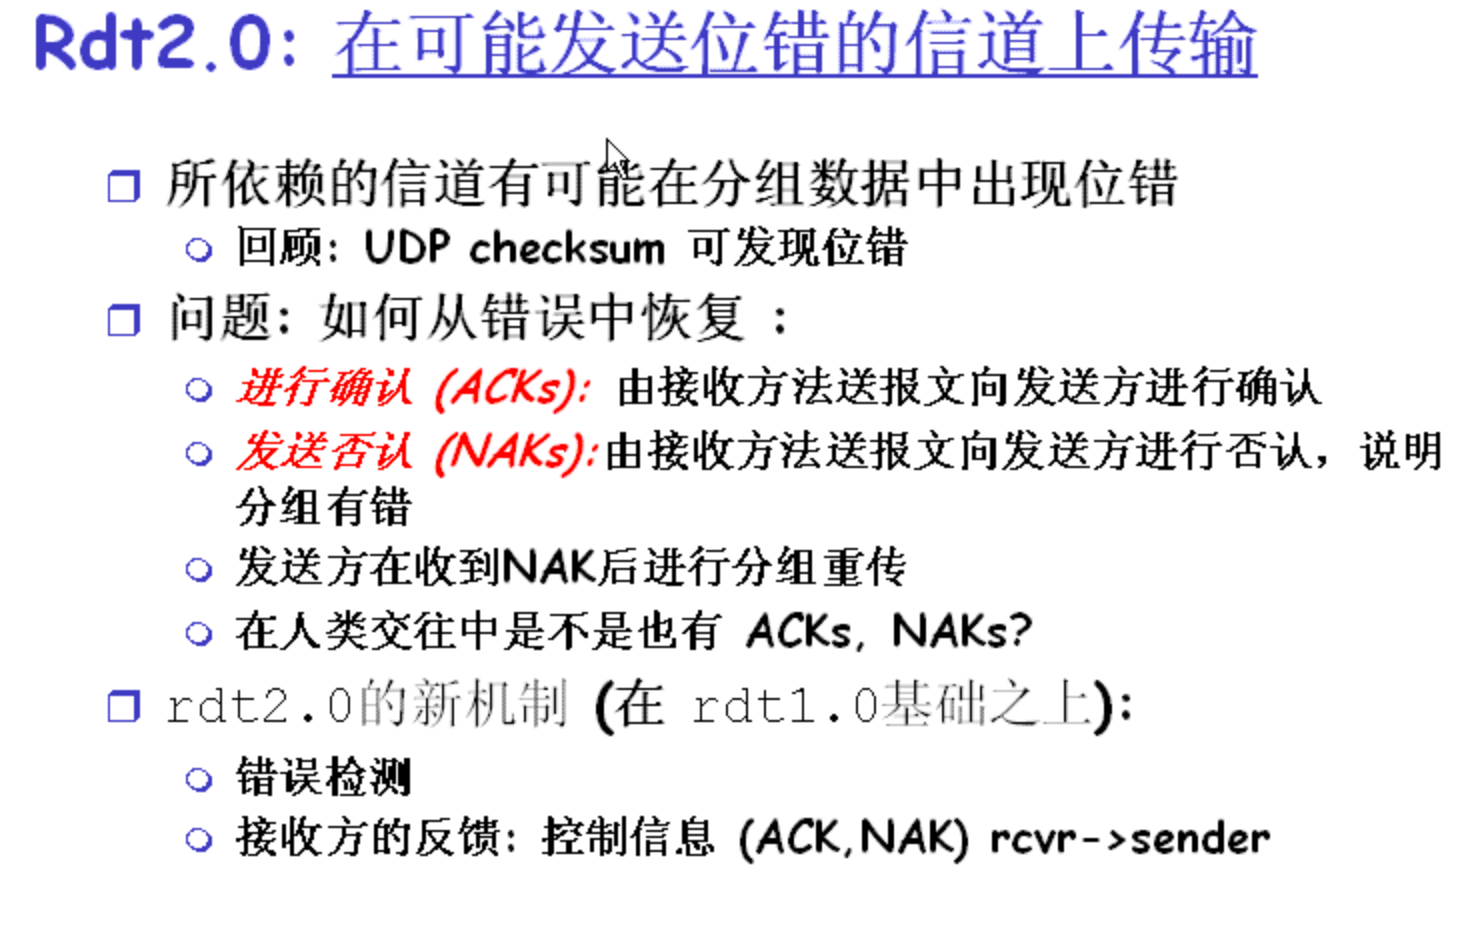 Rdt2.0: 在可能发送位错的信道上传输
所依赖的信道有可能在分组数据中出现位错
回顾: UDP checksum 可发现位错
问题: 如何从错误中恢复 :
进行确认 (ACKs): 由接收方法送报文向发送方进行确认
发送否认 (NAKs):由接收方法送报文向发送方进行否认，说明
分组有错
发送方在收到NAK后进行分组重传
在人类交往中是不是也有 ACKs, NAKs?
rdt2.0的新机制 (在 rdt1.0基础之上):
错误检测
接收方的反馈: 控制信息 (ACK,NAK) rcvr->sender